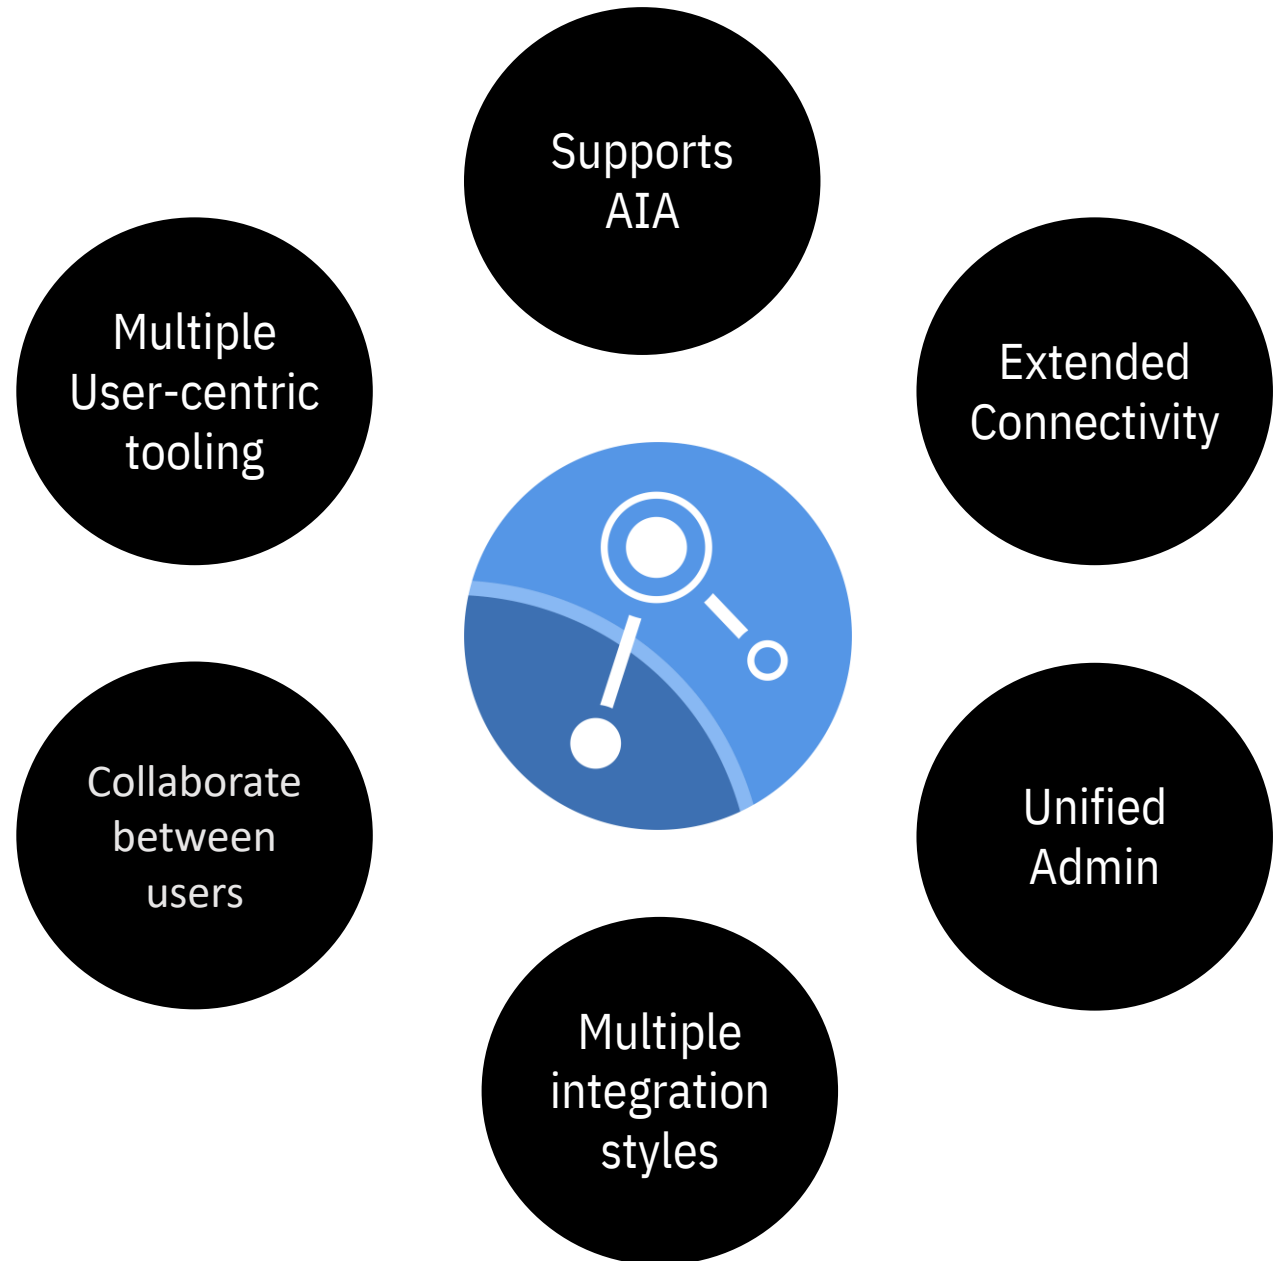 Supports
AIA
Multiple
User-centric
tooling
Extended
Connectivity
Collaborate
between
users
Unified
Admin
Multiple
integration
styles